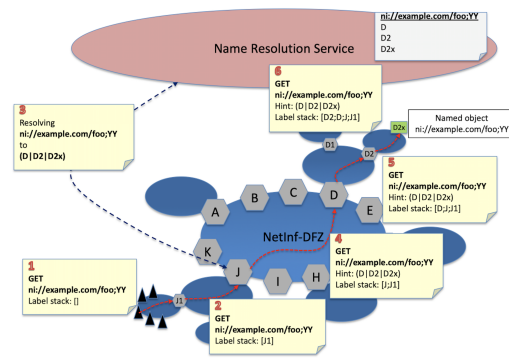 Name Resolution Service
ni://example.com/foo;YY
D
D2
D2x
6
GET
ni://example.com/foo;YY
Hint: (D|D2|D2x)
Label stack: [D2;D;J;J1]
3
Resolving
ni://example.com/foo;YY
to
(D|D2|D2x)
D1
D2
D2x
Named object
ni://example.com/foo;YY
5
GET
ni://example.com/foo;YY
Hint: (D|D2|D2x)
Label stack: [D;J;J1]
A
B
C
D
E
NetInf-DFZ
K
J
I
H
4
GET
ni://example.com/foo;YY
Hint: (D|D2|D2x)
Label stack: [J;J1]
1
GET
ni://example.com/foo;YY
Label stack: []
J1
2
GET
ni://example.com/foo;YY
Label stack: [J1]